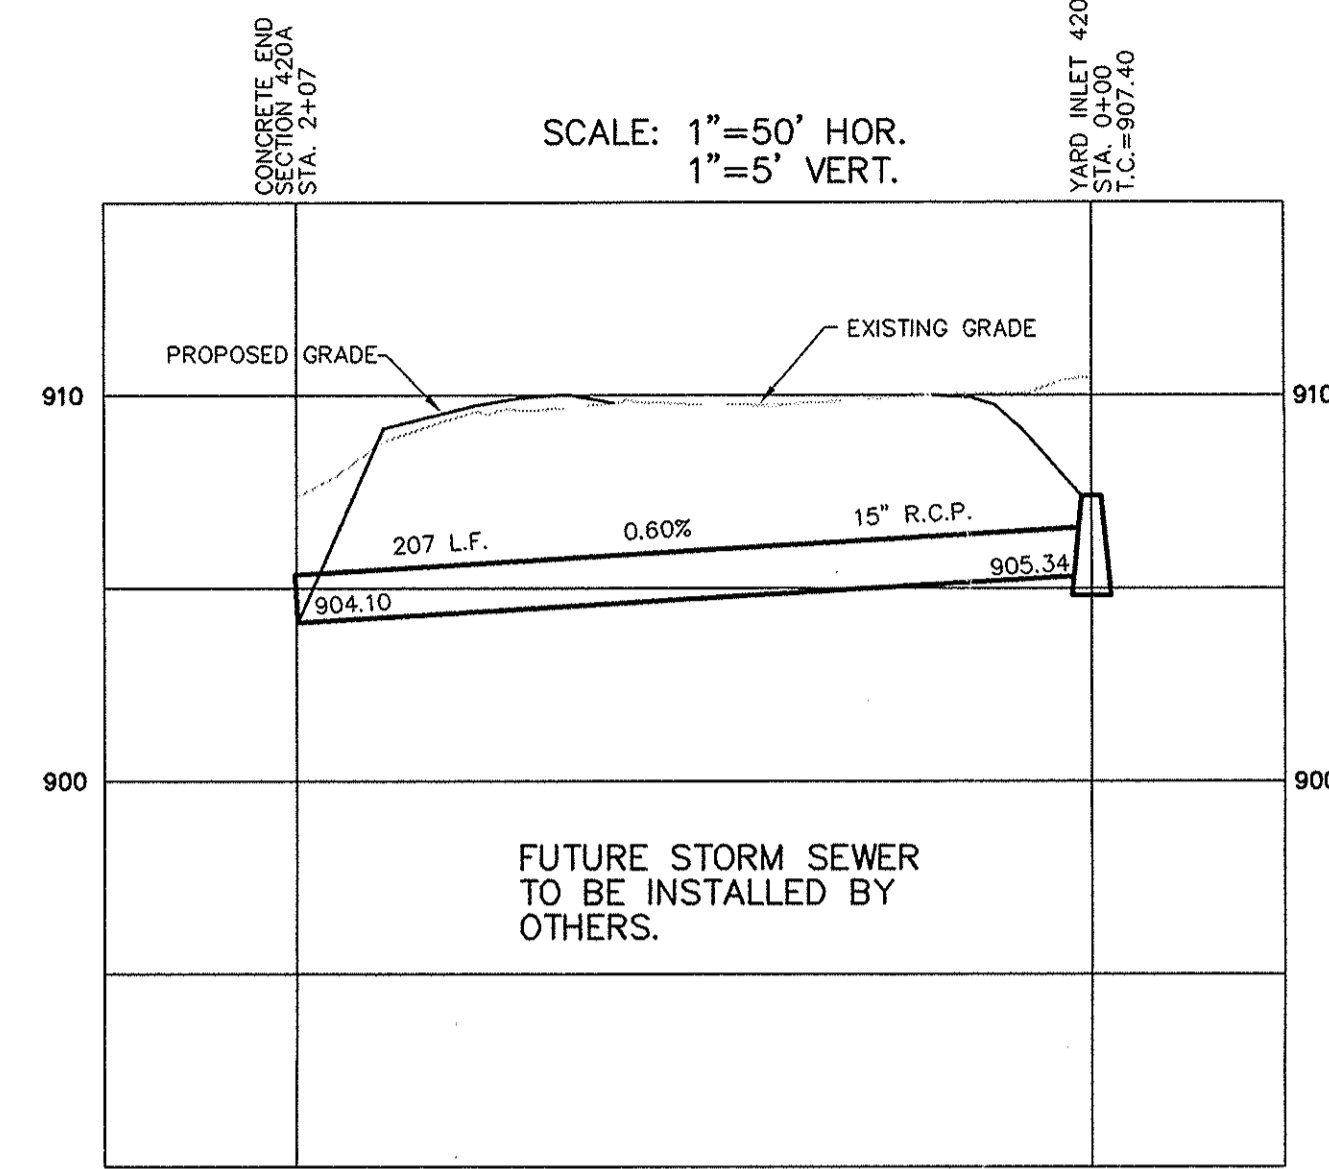 CONCRETE END
SECTION 420A
STA. 2+07
SCALE: 1"=50' HOR.
1"=5' VERT.
YARD INLET 420
STA. 0+00
T.C.=907.40
PROPOSED GRADE
EXISTING GRADE
910
910
207 L.F.
0.60%
15" R.C.P.
904.10
905.34
900
900
FUTURE STORM SEWER
TO BE INSTALLED BY
OTHERS.